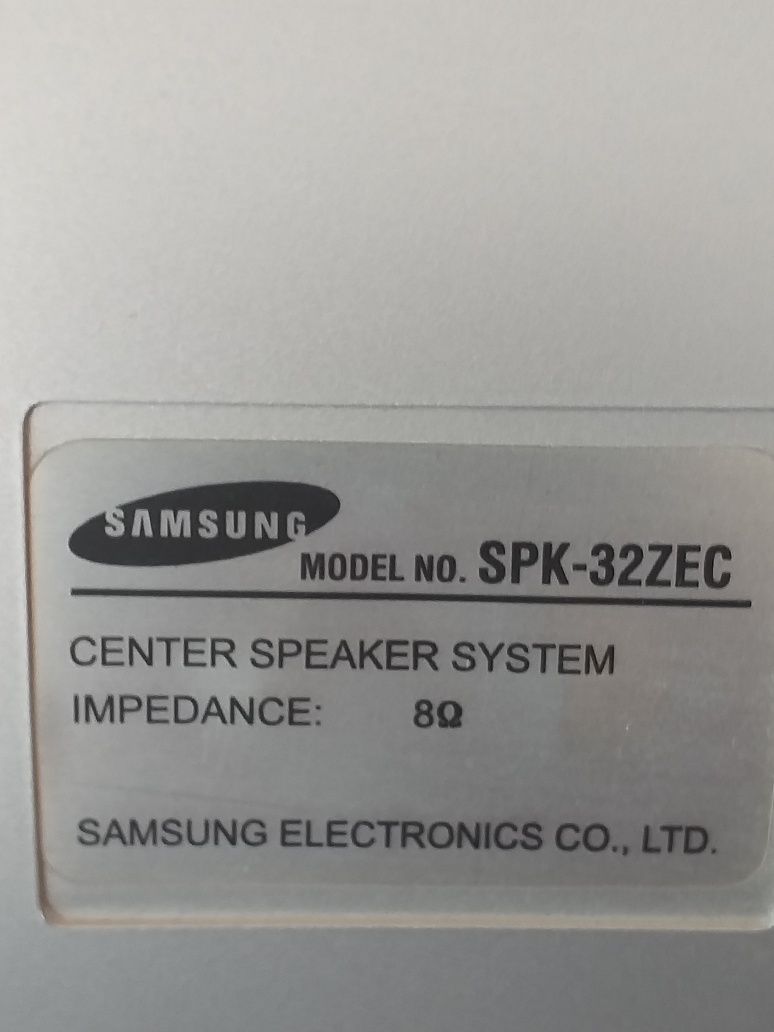 SAMSUNG
MODEL NO. SPK-32ZEC
CENTER SPEAKER SYSTEM
IMPEDANCE: 8Ω
SAMSUNG ELECTRONICS CO., LTD.